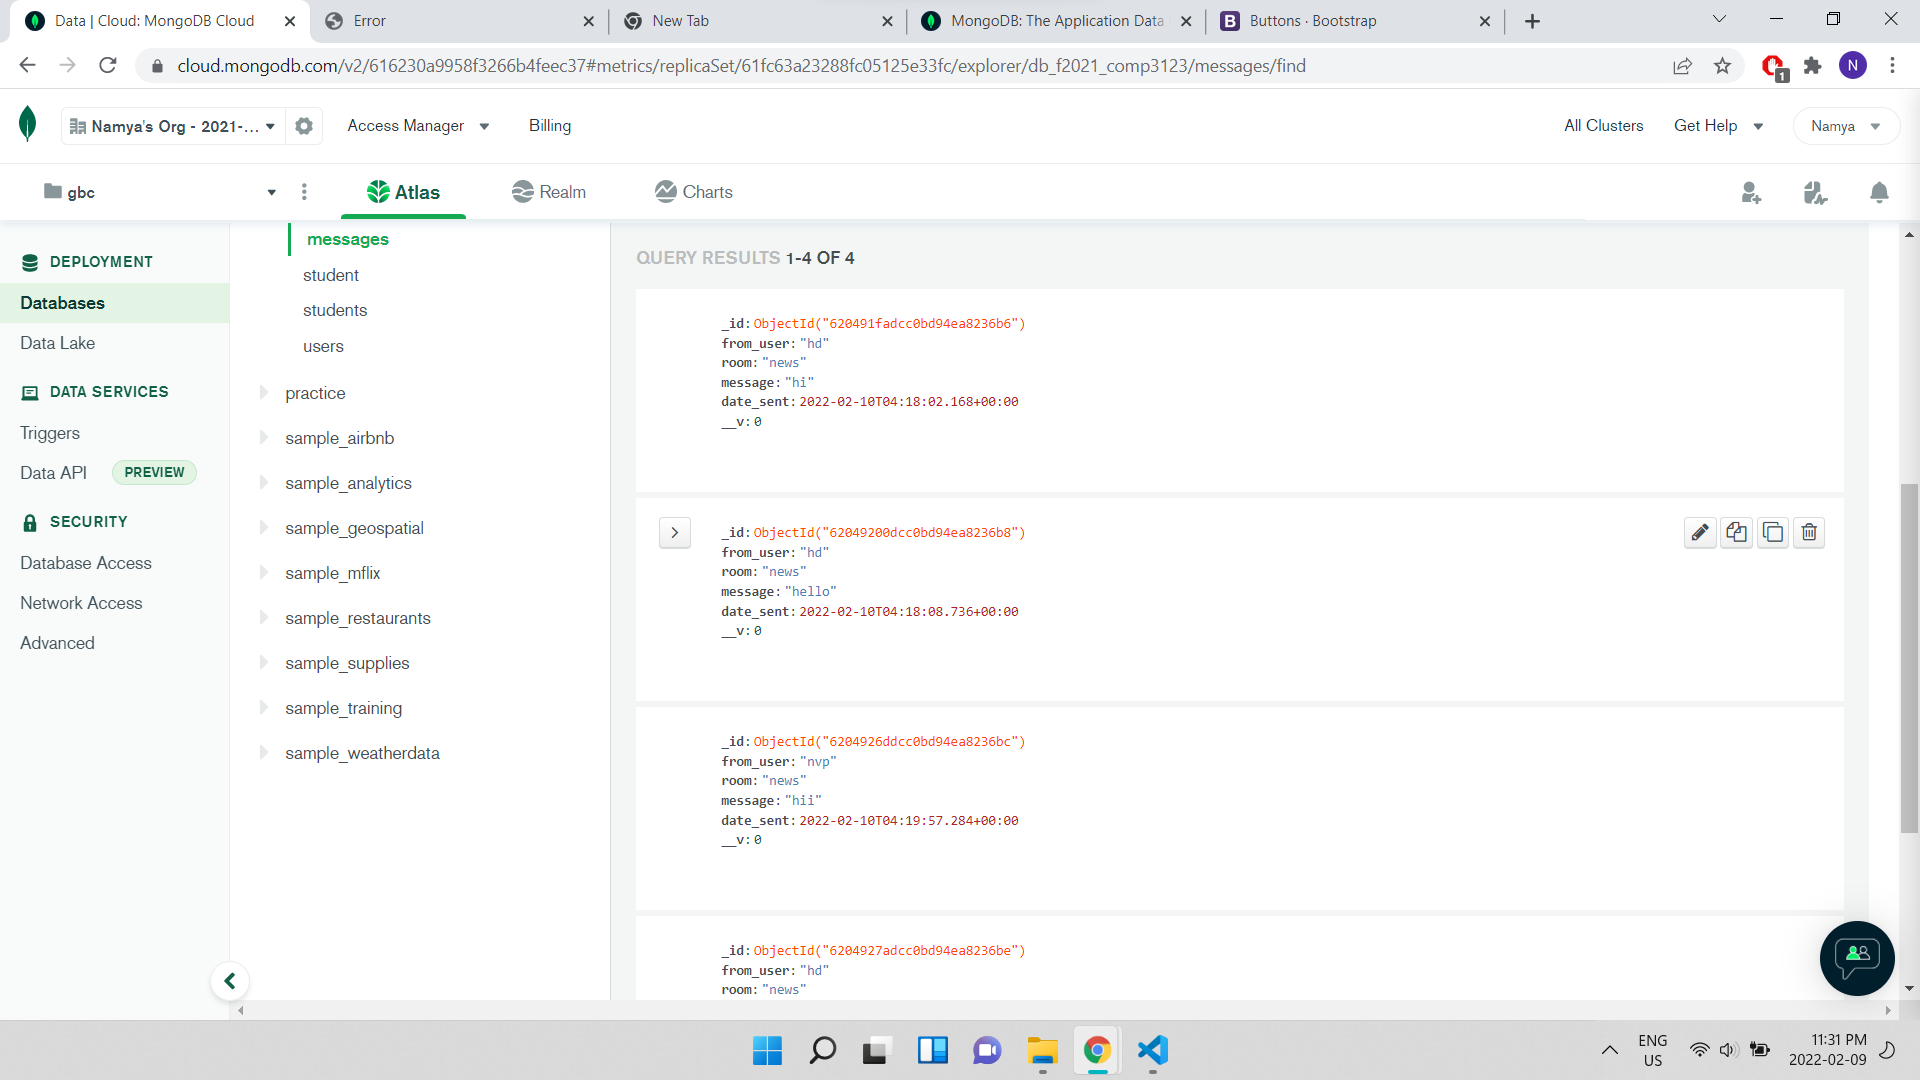 Data | Cloud: MongoDB Cloud
Error
New Tab
MongoDB: The Application Data
Buttons · Bootstrap
cloud.mongodb.com/v2/616230a9958f3266b4feec37#metrics/replicaSet/61fc63a23288fc05125e33fc/explorer/db_f2021_comp3123/messages/find
1
N
Namya's Org - 2021-...
Access Manager
Billing
All Clusters
Get Help
Namya
gbc
Atlas
Realm
Charts
DEPLOYMENT
Databases
Data Lake
DATA SERVICES
Triggers
Data API PREVIEW
SECURITY
Database Access
Network Access
Advanced
messages
student
students
users
practice
sample_airbnb
sample_analytics
sample_geospatial
sample_mflix
sample_restaurants
sample_supplies
sample_training
sample_weatherdata
QUERY RESULTS 1-4 OF 4
_id: ObjectId("620491fadcc0bd94ea8236b6")
from_user: "hd"
room: "news"
message: "hi"
date_sent: 2022-02-10T04:18:02.168+00:00
__v: 0
_id: ObjectId("62049200dcc0bd94ea8236b8")
from_user: "hd"
room: "news"
message: "hello"
date_sent: 2022-02-10T04:18:08.736+00:00
__v: 0
_id: ObjectId("6204926ddcc0bd94ea8236bc")
from_user: "nvp"
room: "news"
message: "hii"
date_sent: 2022-02-10T04:19:57.284+00:00
__v: 0
_id: ObjectId("6204927adcc0bd94ea8236be")
from_user: "hd"
room: "news"
ENG
US
11:31 PM
2022-02-09